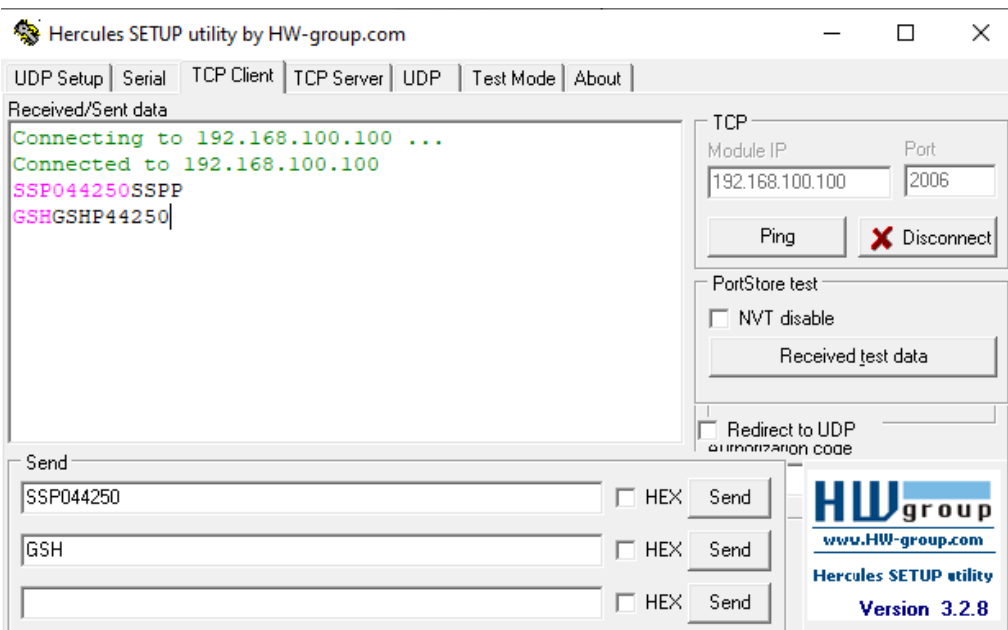 Hercules SETUP utility by HW-group.com
UDP Setup Serial TCP Client TCP Server UDP Test Mode About
Received/Sent data
Connecting to 192.168.100.100 ...
Connected to 192.168.100.100
SSP044250SSPP
GSHGSHP44250
TCP
Module IP Port
192.168.100.100 2006
Ping Disconnect
PortStore test
NVT disable
Received test data
Redirect to UDP
Authorization code
Send
SSP044250 HEX Send
GSH HEX Send
HEX Send
HWgroup
www.HW-group.com
Hercules SETUP utility
Version 3.2.8